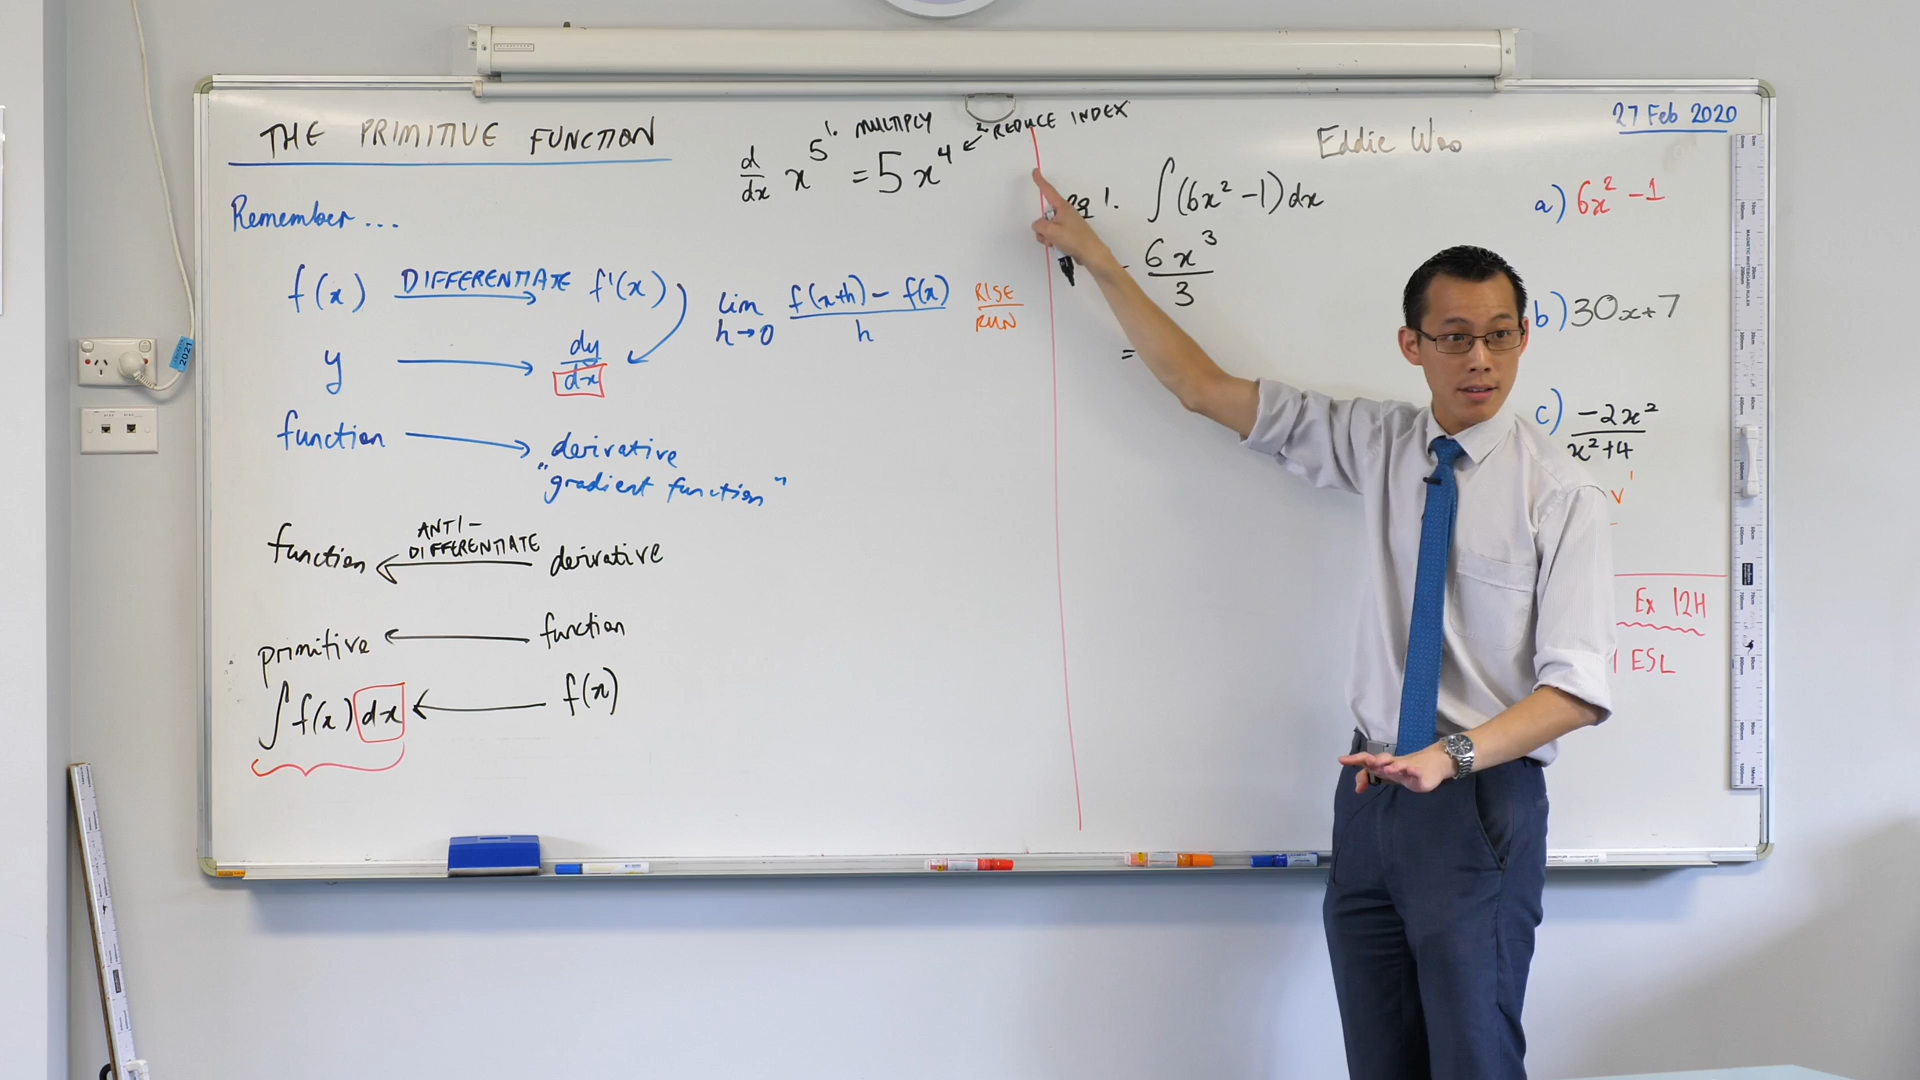 THE PRIMITIVE FUNCTION
1. MULTIPLY
2. REDUCE INDEX
d/dx x^5 = 5x^4
Remember...
f(x) DIFFERENTIATE f'(x)
lim h→0 f(x+h) - f(x) / h
RISE
RUN
y → dy/dx
function → derivative
"gradient function"
function ← ANTI-
DIFFERENTIATE derivative
primitive ← function
∫f(x)dx ← f(x)
Eddie Woo
27 Feb 2020
eg 1. ∫(6x² - 1)dx
6x³/3
=
a) 6x² - 1
b) 30x+7
c) -2x²/x²+4
v'
Ex 12H
ESL